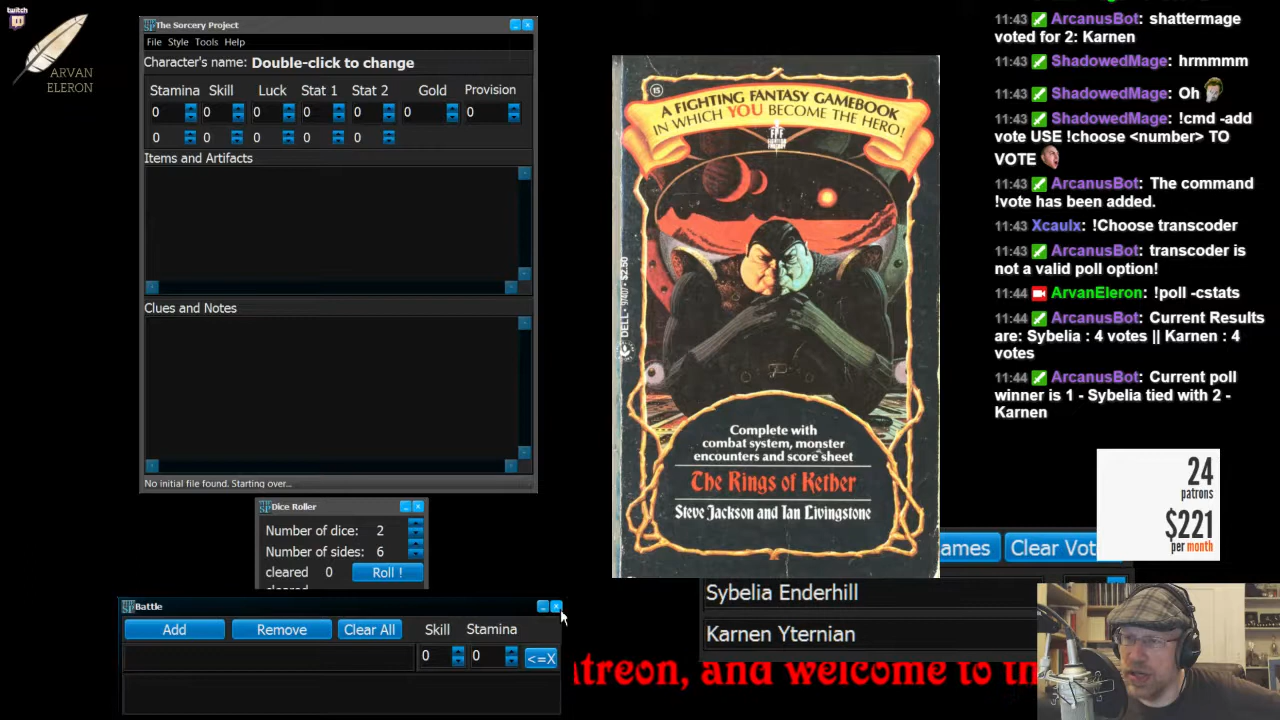 twitch
ARVAN
ELERON
The Sorcery Project
File Style Tools Help
Character's name: Double-click to change
Stamina Skill Luck Stat 1 Stat 2 Gold Provision
0 0 0 0 0 0 0
0 0 0 0 0
Items and Artifacts
Clues and Notes
No initial file found. Starting over...
Dice Roller
Number of dice: 2
Number of sides: 6
cleared 0 Roll !
Battle
Add Remove Clear All Skill Stamina
0 0 <=X
15
A FIGHTING FANTASY GAMEBOOK
IN WHICH YOU BECOME THE HERO!
DELL • 97407 • $2.50
Complete with
combat system, monster
encounters and score sheet
The Rings of Kether
Steve Jackson and Ian Livingstone
ames Clear Vot
Sybelia Enderhill
Karnen Yternian
treon, and welcome to th
11:43 ArcanusBot: shattermage
voted for 2: Karnen
11:43 ShadowedMage: hrmmmm
11:43 ShadowedMage: Oh
11:43 ShadowedMage: !cmd -add
vote USE !choose <number> TO
VOTE
11:43 ArcanusBot: The command
!vote has been added.
11:43 Xcaulx: !Choose transcoder
11:43 ArcanusBot: transcoder is
not a valid poll option!
11:44 ArvanEleron: !poll -cstats
11:44 ArcanusBot: Current Results
are: Sybelia : 4 votes || Karnen : 4
votes
11:44 ArcanusBot: Current poll
winner is 1 - Sybelia tied with 2 -
Karnen
24
patrons
$221
per month